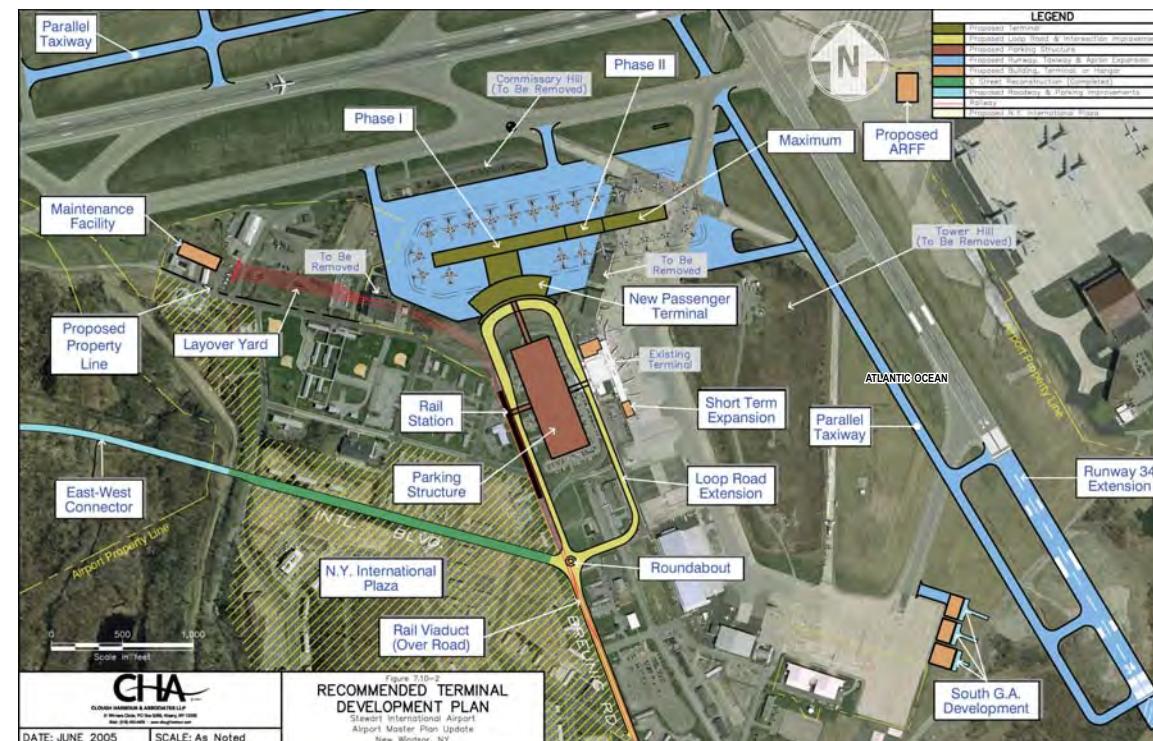 Parallel
Taxiway
Commissary Hill
(To Be Removed)
Phase II
N
LEGEND
Proposed Terminal
Proposed Loop Road & Intersection Improvement
Proposed Parking Structure
Proposed Runway, Taxiway & Apron Expansion
Proposed Building, Terminal, or Hangar
C Street Reconstruction (Completed)
Proposed Roadway & Parking Improvements
Railway
Proposed N.Y. International Plaza
Phase I
Maximum
Proposed
ARFF
Maintenance
Facility
To Be
Removed
To Be
Removed
Tower Hill
(To Be Removed)
New Passenger
Terminal
Proposed
Property
Line
Layover Yard
Existing
Terminal
ATLANTIC OCEAN
Airport Property Line
Rail
Station
Short Term
Expansion
Parallel
Taxiway
Parking
Structure
Loop Road
Extension
Runway 34
Extension
East-West
Connector
INTL. BLVD
Airport Property Line
N.Y. International
Plaza
Roundabout
Rail Viaduct
(Over Road)
BREUNIG RD
South G.A.
Development
0 500 1,000
Scale in feet
CHA
CLOUGH HARBOUR & ASSOCIATES LLP
Figure 7.10-2
RECOMMENDED TERMINAL
DEVELOPMENT PLAN
Stewart International Airport
Airport Master Plan Update
New Windsor, NY
DATE: JUNE 2005
SCALE: As Noted